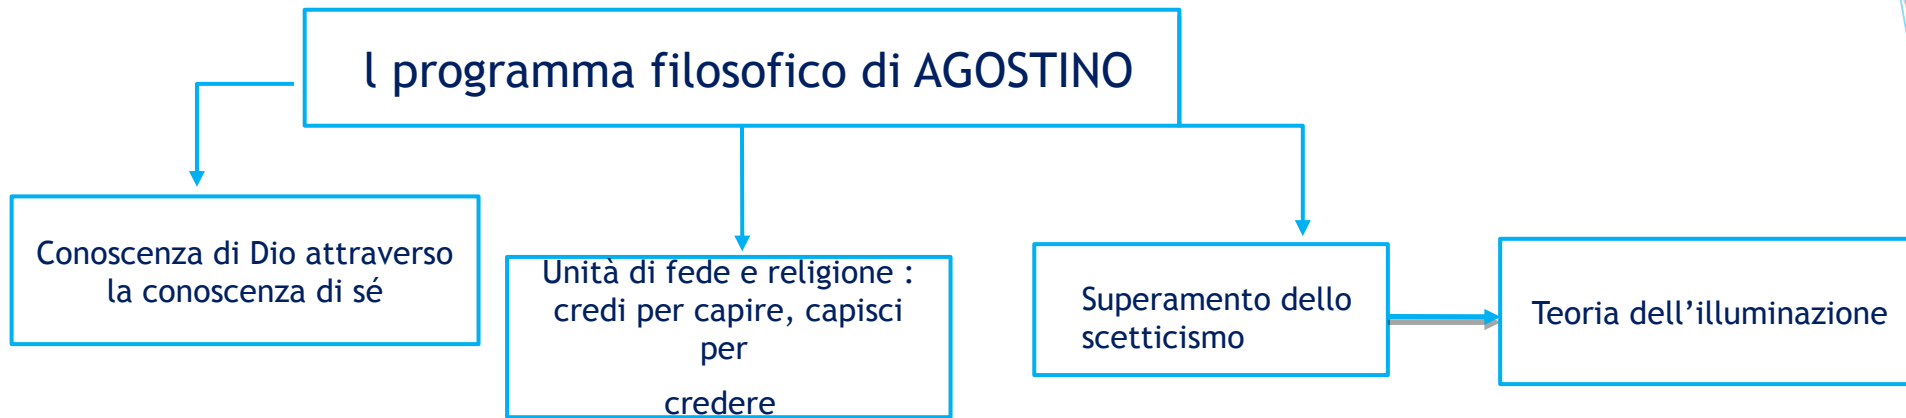 l programma filosofico di AGOSTINO
Conoscenza di Dio attraverso
la conoscenza di sé
Unità di fede e religione :
credi per capire, capisci
per
credere
Superamento dello
scetticismo
Teoria dell’illuminazione